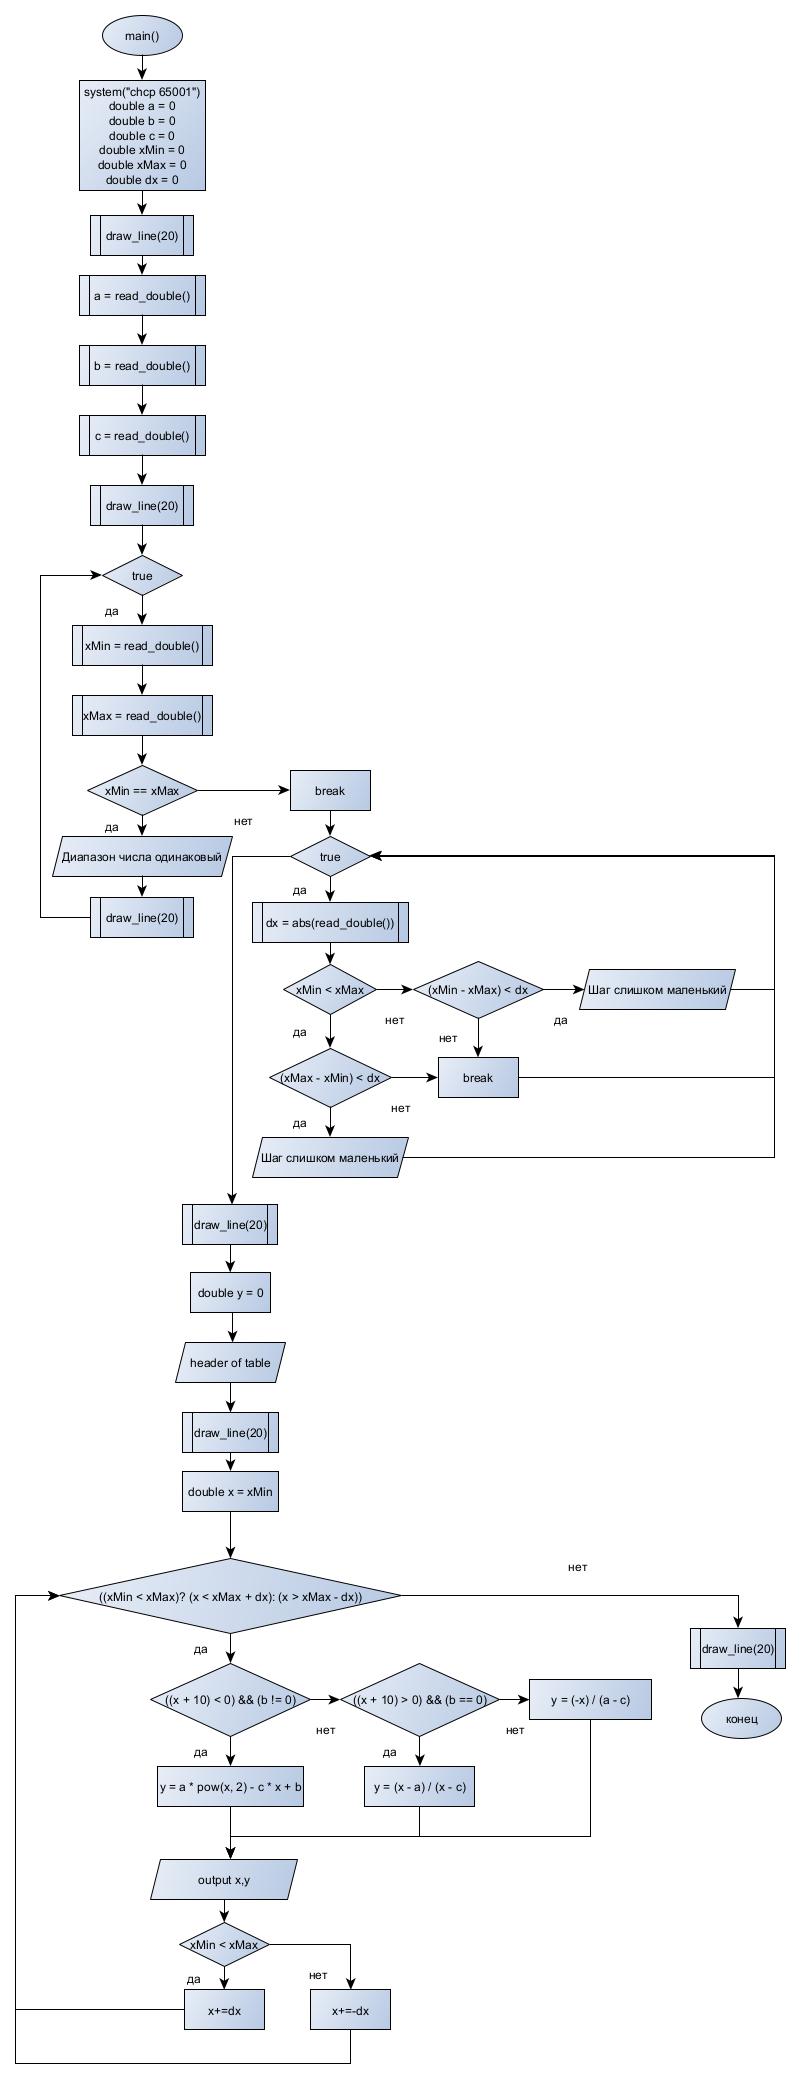 main()
system("chcp 65001")
double a = 0
double b = 0
double c = 0
double xMin = 0
double xMax = 0
double dx = 0
draw_line(20)
a = read_double()
b = read_double()
c = read_double()
draw_line(20)
true
да
xMin = read_double()
xMax = read_double()
xMin == xMax
нет
break
да
Диапазон числа одинаковый
draw_line(20)
true
да
dx = abs(read_double())
xMin < xMax
нет
(xMin - xMax) < dx
да
Шаг слишком маленький
да
нет
(xMax - xMin) < dx
нет
break
да
Шаг слишком маленький
draw_line(20)
double y = 0
header of table
draw_line(20)
double x = xMin
((xMin < xMax)? (x < xMax + dx): (x > xMax - dx))
нет
draw_line(20)
конец
да
((x + 10) < 0) && (b != 0)
нет
((x + 10) > 0) && (b == 0)
нет
y = (-x) / (a - c)
да
y = a * pow(x, 2) - c * x + b
да
y = (x - a) / (x - c)
output x,y
xMin < xMax
да
нет
x+=dx
x+=-dx